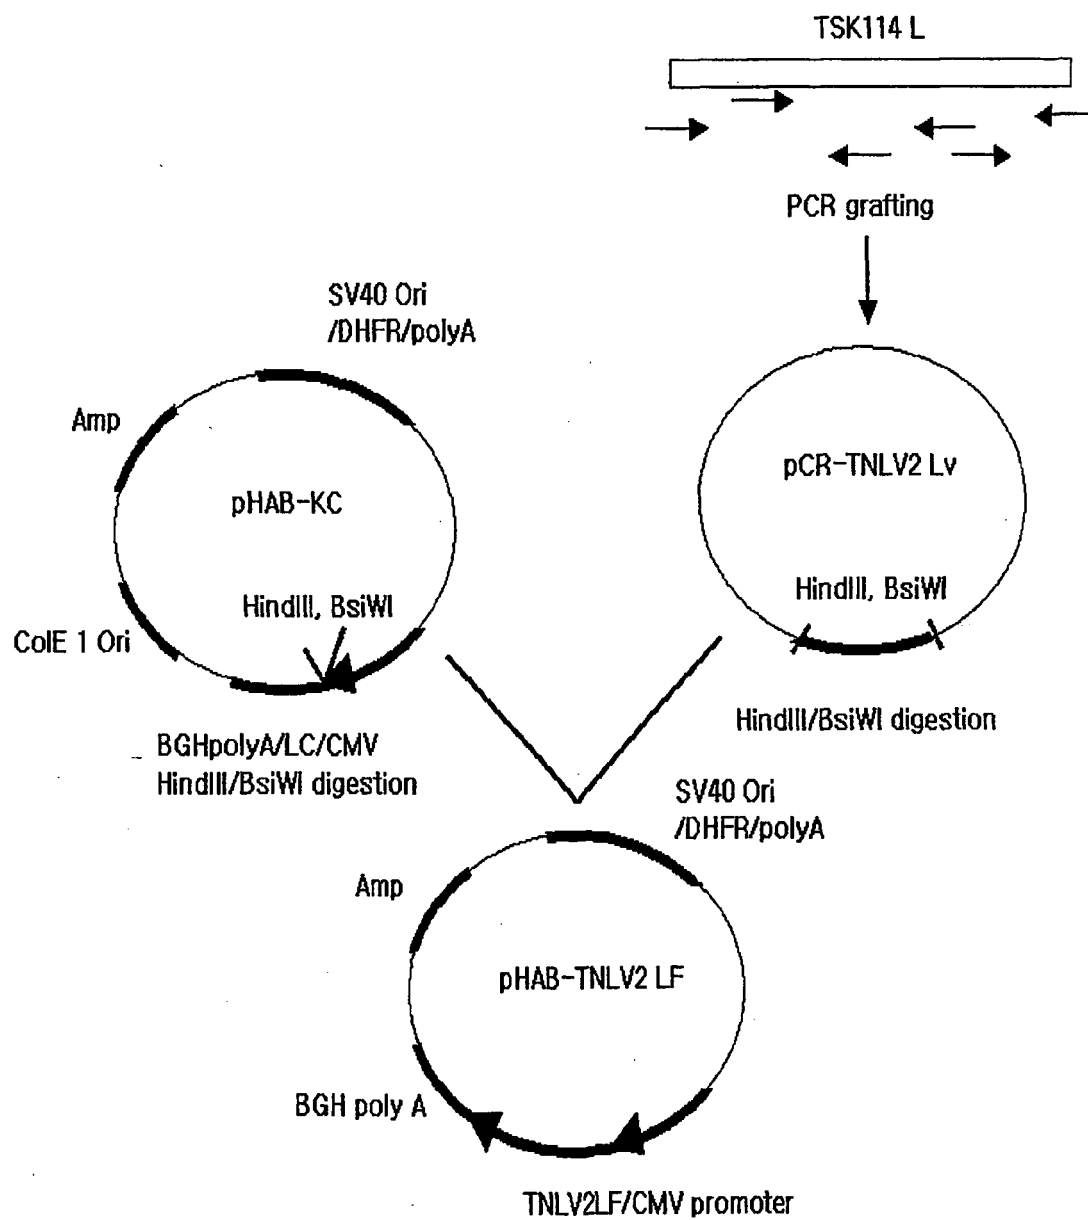 TSK114 L
PCR grafting
SV40 Ori
/DHFR/polyA
Amp
pHAB-KC
HindIII, BsiWI
ColE 1 Ori
BGHpolyA/LC/CMV
HindIII/BsiWI digestion
pCR-TNLV2 Lv
HindIII, BsiWI
HindIII/BsiWI digestion
SV40 Ori
/DHFR/polyA
Amp
pHAB-TNLV2 LF
BGH poly A
TNLV2LF/CMV promoter